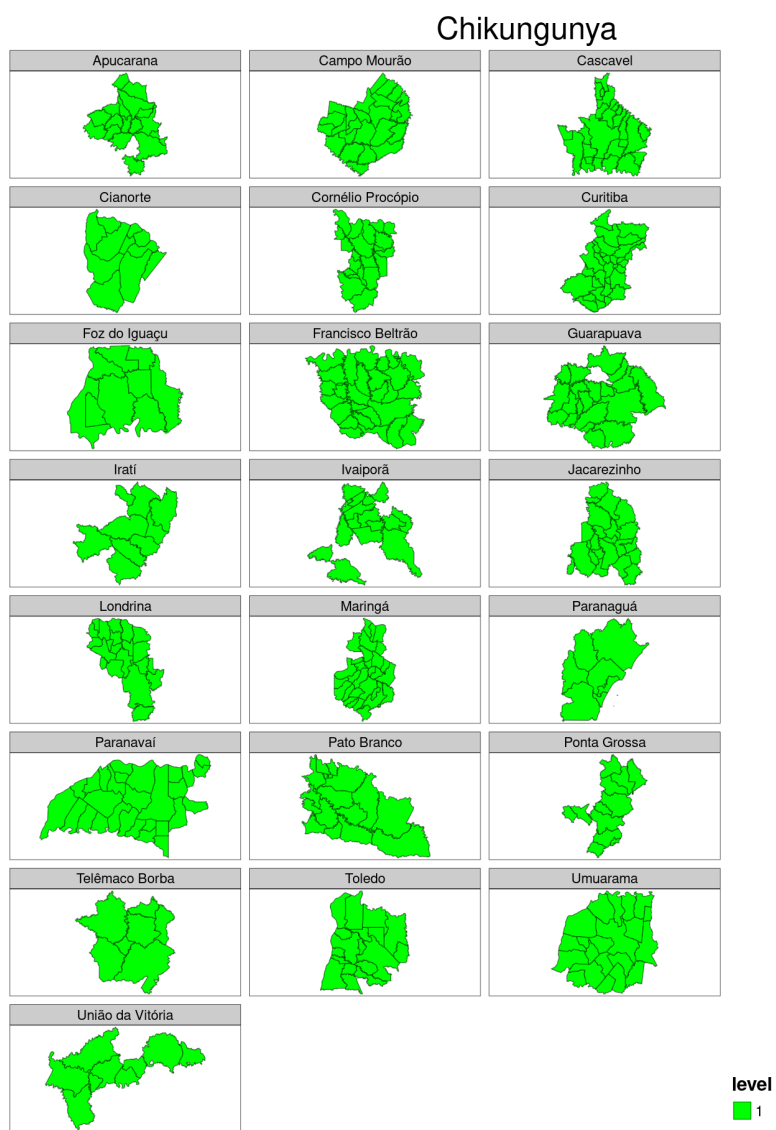 Chikungunya
Apucarana
Campo Mourão
Cascavel
Cianorte
Cornélio Procópio
Curitiba
Foz do Iguaçu
Francisco Beltrão
Guarapuava
Iratí
Ivaiporã
Jacarezinho
Londrina
Maringá
Paranaguá
Paranavaí
Pato Branco
Ponta Grossa
Telêmaco Borba
Toledo
Umuarama
União da Vitória
level
1